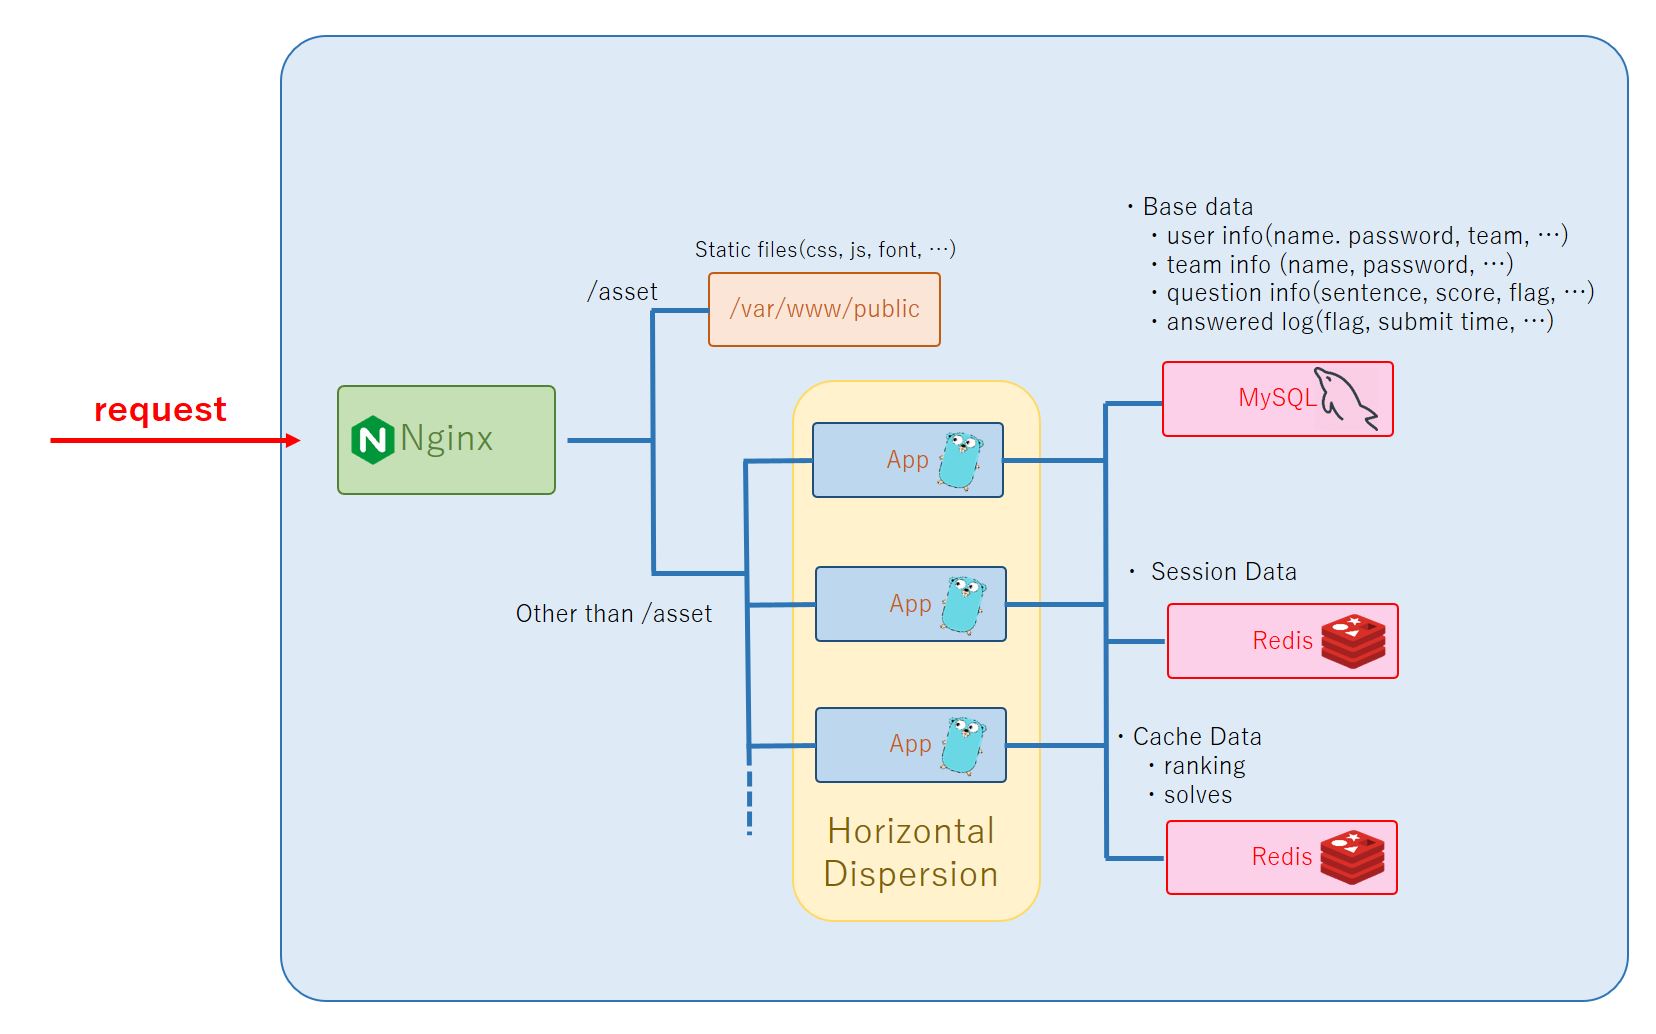 request
Nginx
/asset
Static files(css, js, font, …)
/var/www/public
Other than /asset
App
App
App
Horizontal
Dispersion
・Base data
・user info(name. password, team, …)
・team info (name, password, …)
・question info(sentence, score, flag, …)
・answered log(flag, submit time, …)
MySQL
・ Session Data
Redis
・Cache Data
・ranking
・solves
Redis